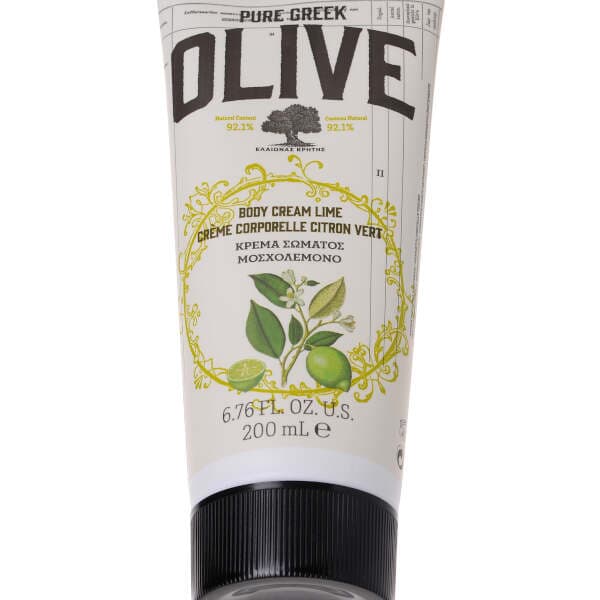 PURE GREEK
OLIVE
Natural Content
92.1%
Contenu Naturel
92.1%
ΕΛΑΙΩΝΑΣ ΚΡΗΤΗΣ
II
BODY CREAM LIME
CRÈME CORPORELLE CITRON VERT
ΚΡΕΜΑ ΣΩΜΑΤΟΣ
ΜΟΣΧΟΛΕΜΟΝΟ
6.76 FL. OZ. U.S.
200 mL ℮